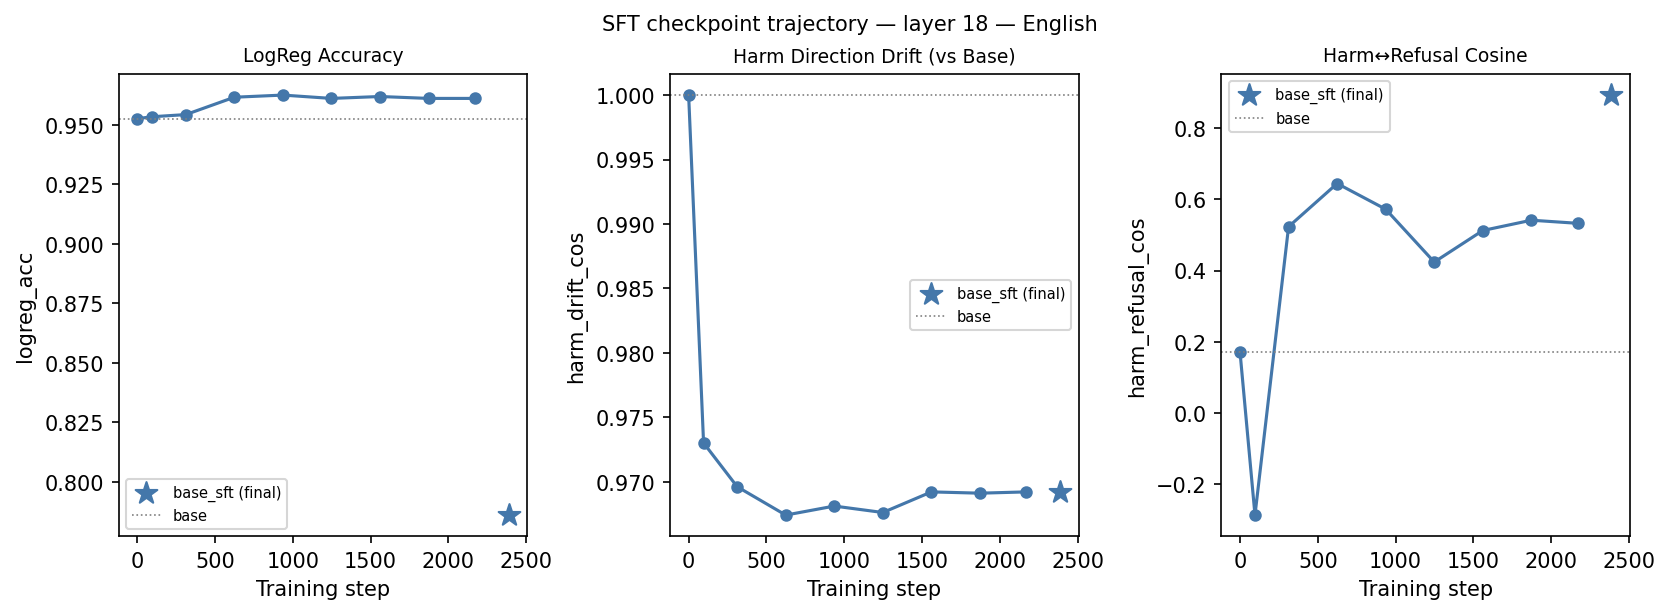 SFT checkpoint trajectory — layer 18 — English
LogReg Accuracy
logreg_acc
0.950
0.925
0.900
0.875
0.850
0.825
0.800
base_sft (final)
base
0 500 1000 1500 2000 2500
Training step
Harm Direction Drift (vs Base)
harm_drift_cos
1.000
0.995
0.990
0.985
0.980
0.975
0.970
base_sft (final)
base
0 500 1000 1500 2000 2500
Training step
Harm↔Refusal Cosine
harm_refusal_cos
0.8
0.6
0.4
0.2
0.0
−0.2
base_sft (final)
base
0 500 1000 1500 2000 2500
Training step